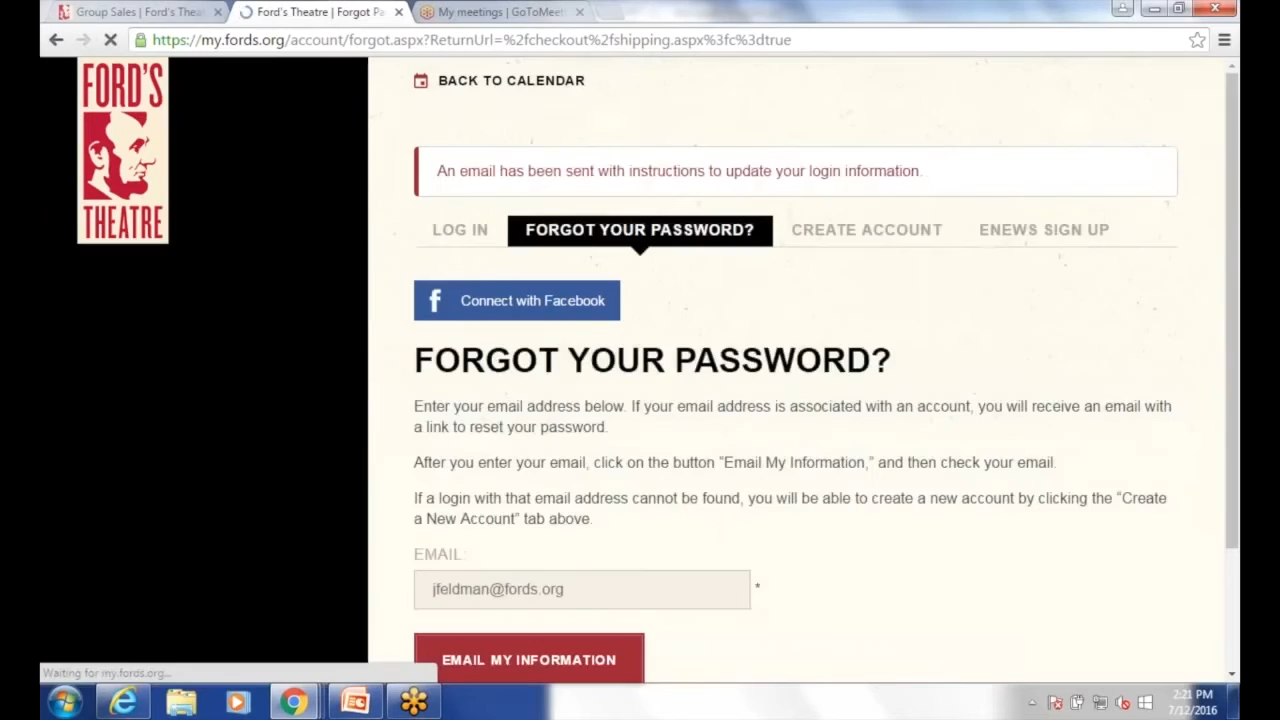 Group Sales | Ford's Thea
Ford's Theatre | Forgot Pa
My meetings | GoToMeet
https://my.fords.org/account/forgot.aspx?ReturnUrl=%2fcheckout%2fshipping.aspx%3fc%3dtrue
FORD'S
THEATRE
BACK TO CALENDAR
An email has been sent with instructions to update your login information.
LOG IN
FORGOT YOUR PASSWORD?
CREATE ACCOUNT
ENEWS SIGN UP
f Connect with Facebook
FORGOT YOUR PASSWORD?
Enter your email address below. If your email address is associated with an account, you will receive an email with
a link to reset your password.
After you enter your email, click on the button “Email My Information,” and then check your email.
If a login with that email address cannot be found, you will be able to create a new account by clicking the “Create
a New Account” tab above.
EMAIL:
jfeldman@fords.org *
EMAIL MY INFORMATION
Waiting for my.fords.org...
2:21 PM
7/12/2016